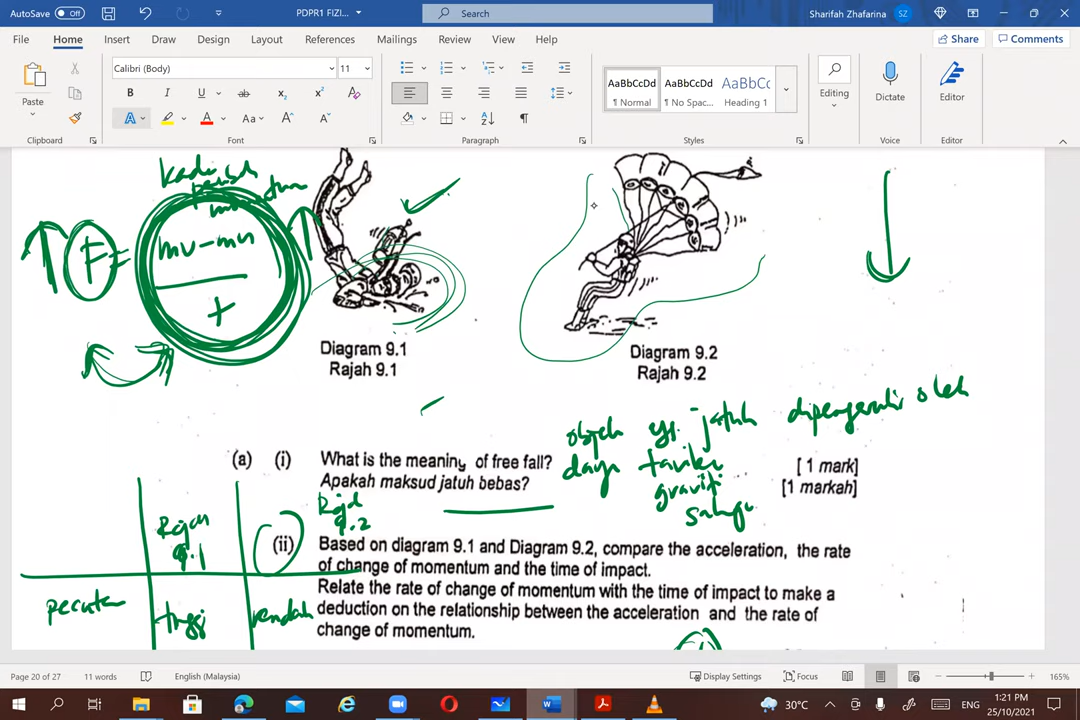 AutoSave Off PDPR1 FIZI... Search Sharifah Zhafarina SZ
File Home Insert Draw Design Layout References Mailings Review View Help Share Comments
Calibri (Body) 11 AaBbCcDd AaBbCcDd AaBbCc
Paste ¶ Normal ¶ No Spac... Heading 1 Editing Dictate Editor
Clipboard Font Paragraph Styles Voice Editor
F = mv - mu
t
Diagram 9.1
Rajah 9.1
Diagram 9.2
Rajah 9.2
objek yg jatuh dipengaruhi oleh
daya
graviti
(a) (i) What is the meaning of free fall? [ 1 mark]
Apakah maksud jatuh bebas? [1 markah]
Rajah
9.1
Rajah
9.2
(ii) Based on diagram 9.1 and Diagram 9.2, compare the acceleration, the rate
of change of momentum and the time of impact.
Relate the rate of change of momentum with the time of impact to make a
deduction on the relationship between the acceleration and the rate of
change of momentum.
pecutan tinggi rendah
Page 20 of 27 11 words English (Malaysia) Display Settings Focus 165%
30°C ENG 1:21 PM
25/10/2021